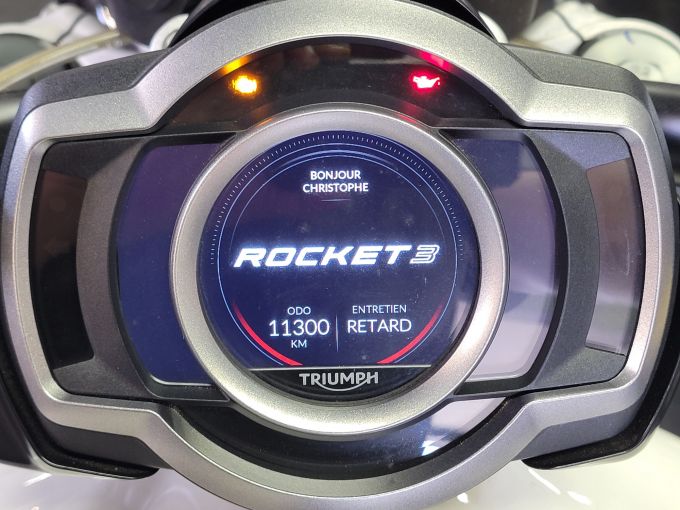 BONJOUR
CHRISTOPHE
ROCKET 3
ODO
11300
KM
ENTRETIEN
RETARD
TRIUMPH